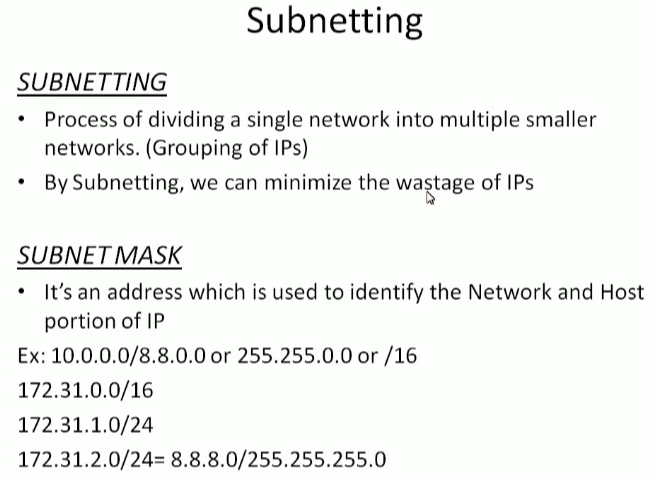 Subnetting
SUBNETTING
• Process of dividing a single network into multiple smaller
networks. (Grouping of IPs)
• By Subnetting, we can minimize the wastage of IPs
SUBNET MASK
• It's an address which is used to identify the Network and Host
portion of IP
Ex: 10.0.0.0/8.8.0.0 or 255.255.0.0 or /16
172.31.0.0/16
172.31.1.0/24
172.31.2.0/24= 8.8.8.0/255.255.255.0